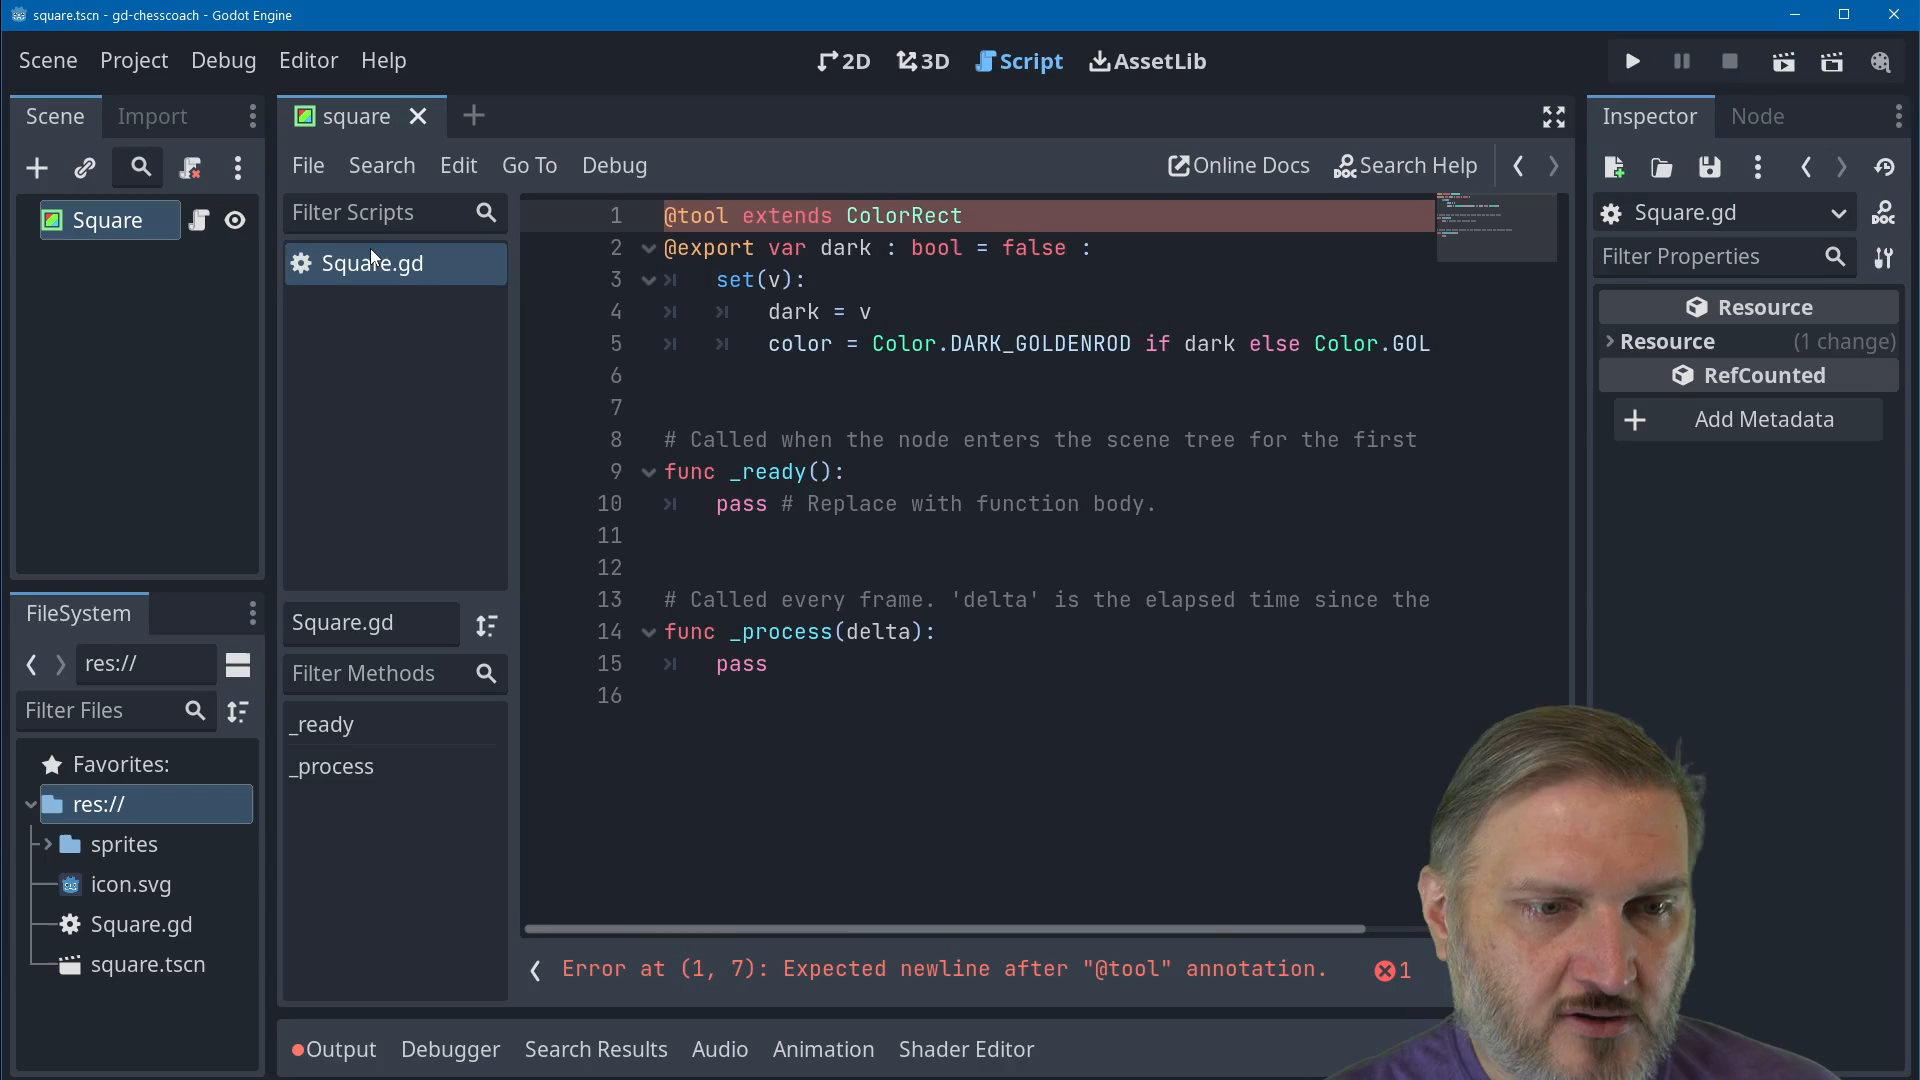 square.tscn - gd-chesscoach - Godot Engine
Scene Project Debug Editor Help
2D 3D Script AssetLib
Scene Import
square
Inspector Node
File Search Edit Go To Debug
Online Docs Search Help
Square
Filter Scripts
Square.gd
Square.gd
Filter Properties
Resource
Resource (1 change)
RefCounted
Add Metadata
1 @tool extends ColorRect
2 @export var dark : bool = false :
3 set(v):
4 dark = v
5 color = Color.DARK_GOLDENROD if dark else Color.GOL
6
7
8 # Called when the node enters the scene tree for the first
9 func _ready():
10 pass # Replace with function body.
11
12
13 # Called every frame. 'delta' is the elapsed time since the
14 func _process(delta):
15 pass
16
Square.gd
Filter Methods
_ready
_process
FileSystem
res://
Filter Files
Favorites:
res://
sprites
icon.svg
Square.gd
square.tscn
Error at (1, 7): Expected newline after "@tool" annotation. 1
Output Debugger Search Results Audio Animation Shader Editor